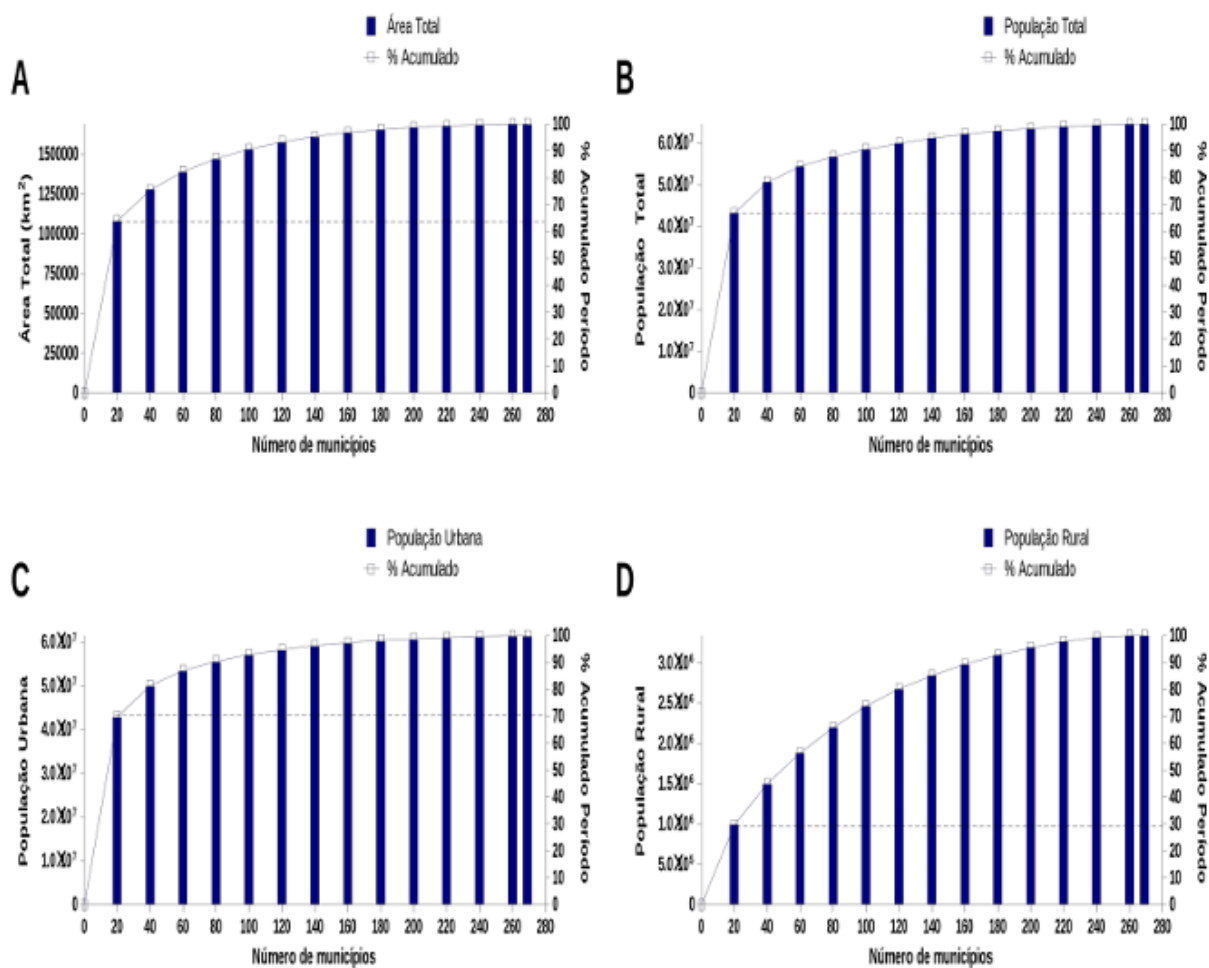 Área Total
% Acumulado
A
1500000
1250000
1000000
750000
500000
250000
0
Área Total (km²)
100
90
80
70
60
50
40
30
20
10
0
% Acumulado Período
0 20 40 60 80 100 120 140 160 180 200 220 240 260 280
Número de municípios
População Total
% Acumulado
B
6.0X10⁷
5.0X10⁷
4.0X10⁷
3.0X10⁷
2.0X10⁷
1.0X10⁷
0
População Total
100
90
80
70
60
50
40
30
20
10
0
% Acumulado Período
0 20 40 60 80 100 120 140 160 180 200 220 240 260 280
Número de municípios
População Urbana
% Acumulado
C
6.0X10⁷
5.0X10⁷
4.0X10⁷
3.0X10⁷
2.0X10⁷
1.0X10⁷
0
População Urbana
100
90
80
70
60
50
40
30
20
10
0
% Acumulado Período
0 20 40 60 80 100 120 140 160 180 200 220 240 260 280
Número de municípios
População Rural
% Acumulado
D
3.0X10⁶
2.5X10⁶
2.0X10⁶
1.5X10⁶
1.0X10⁶
5.0X10⁵
0
População Rural
100
90
80
70
60
50
40
30
20
10
0
% Acumulado Período
0 20 40 60 80 100 120 140 160 180 200 220 240 260 280
Número de municípios